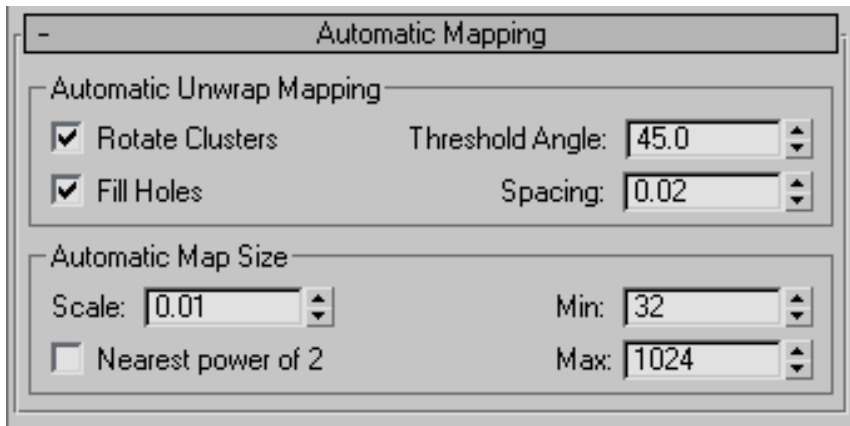 - Automatic Mapping
Automatic Unwrap Mapping
Rotate Clusters Threshold Angle: 45.0
Fill Holes Spacing: 0.02
Automatic Map Size
Scale: 0.01 Min: 32
Nearest power of 2 Max: 1024